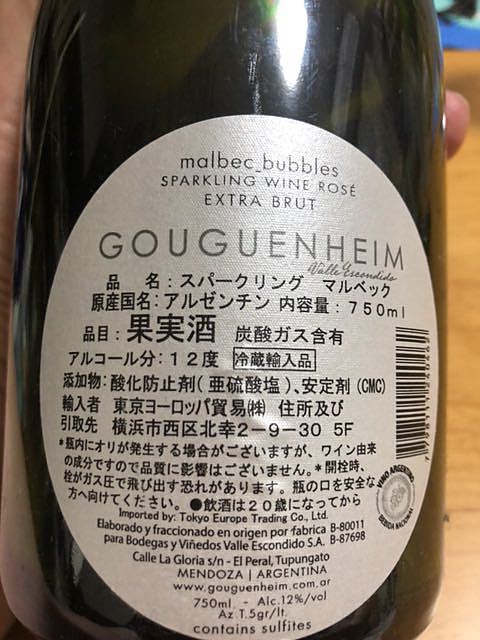 malbec_bubbles
SPARKLING WINE ROSÉ
EXTRA BRUT
GOUGUENHEIM
Valle Escondido
品　名：スパークリング　マルベック
原産国名：アルゼンチン 内容量：750ml
品目：果実酒 炭酸ガス含有
アルコール分：12度 冷蔵輸入品
添加物：酸化防止剤(亜硫酸塩)、安定剤(CMC)
輸入者 東京ヨーロッパ貿易㈱ 住所及び
引取先 横浜市西区北幸2-9-30 5F
*瓶内にオリが発生する場合がございますが、ワイン由来
の成分ですので品質に影響はございません。*開栓時、
栓がガス圧で飛び出す恐れがあります。瓶の口を安全な
方へ向けてください。●飲酒は20歳になってから
Imported by: Tokyo Europe Trading Co., Ltd.
Elaborado y fraccionado en origen por fabrica B-80011
para Bodegas y Viñedos Valle Escondido S.A. B-87698
Calle La Gloria s/n - El Peral, Tupungato
MENDOZA | ARGENTINA
www.gouguenheim.com.ar
750ml. - Alc.12%/vol
Az T.5gr/lt.
contains sulfites
VINO ARGENTINO
BEBIDA NACIONAL